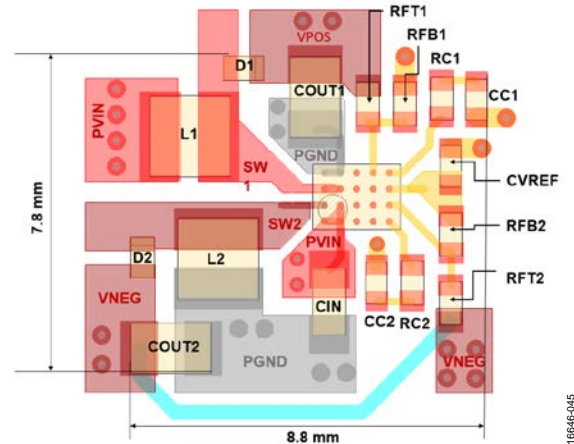 RFT1
RFB1
VPOS
RC1
D1
COUT1
CC1
PVIN
L1
PGND
SW
1
CVREF
7.8 mm
SW2
RFB2
PVIN
D2
L2
RFT2
VNEG
CIN
CC2
RC2
COUT2
PGND
VNEG
8.8 mm
16646-045